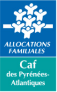 ALLOCATIONS
FAMILIALES
Caf
des Pyrénées-
Atlantiques